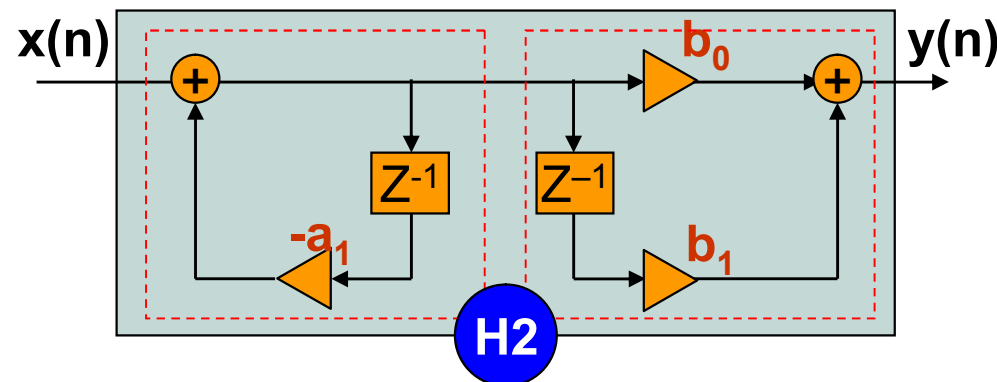 x(n)
+
b₀
+
y(n)
Z⁻¹
Z⁻¹
-a₁
b₁
H2